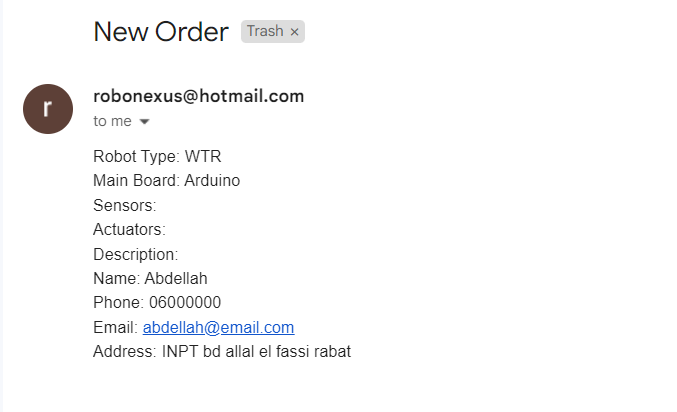 New Order Trash ×
r
robonexus@hotmail.com
to me
Robot Type: WTR
Main Board: Arduino
Sensors:
Actuators:
Description:
Name: Abdellah
Phone: 06000000
Email: abdellah@email.com
Address: INPT bd allal el fassi rabat